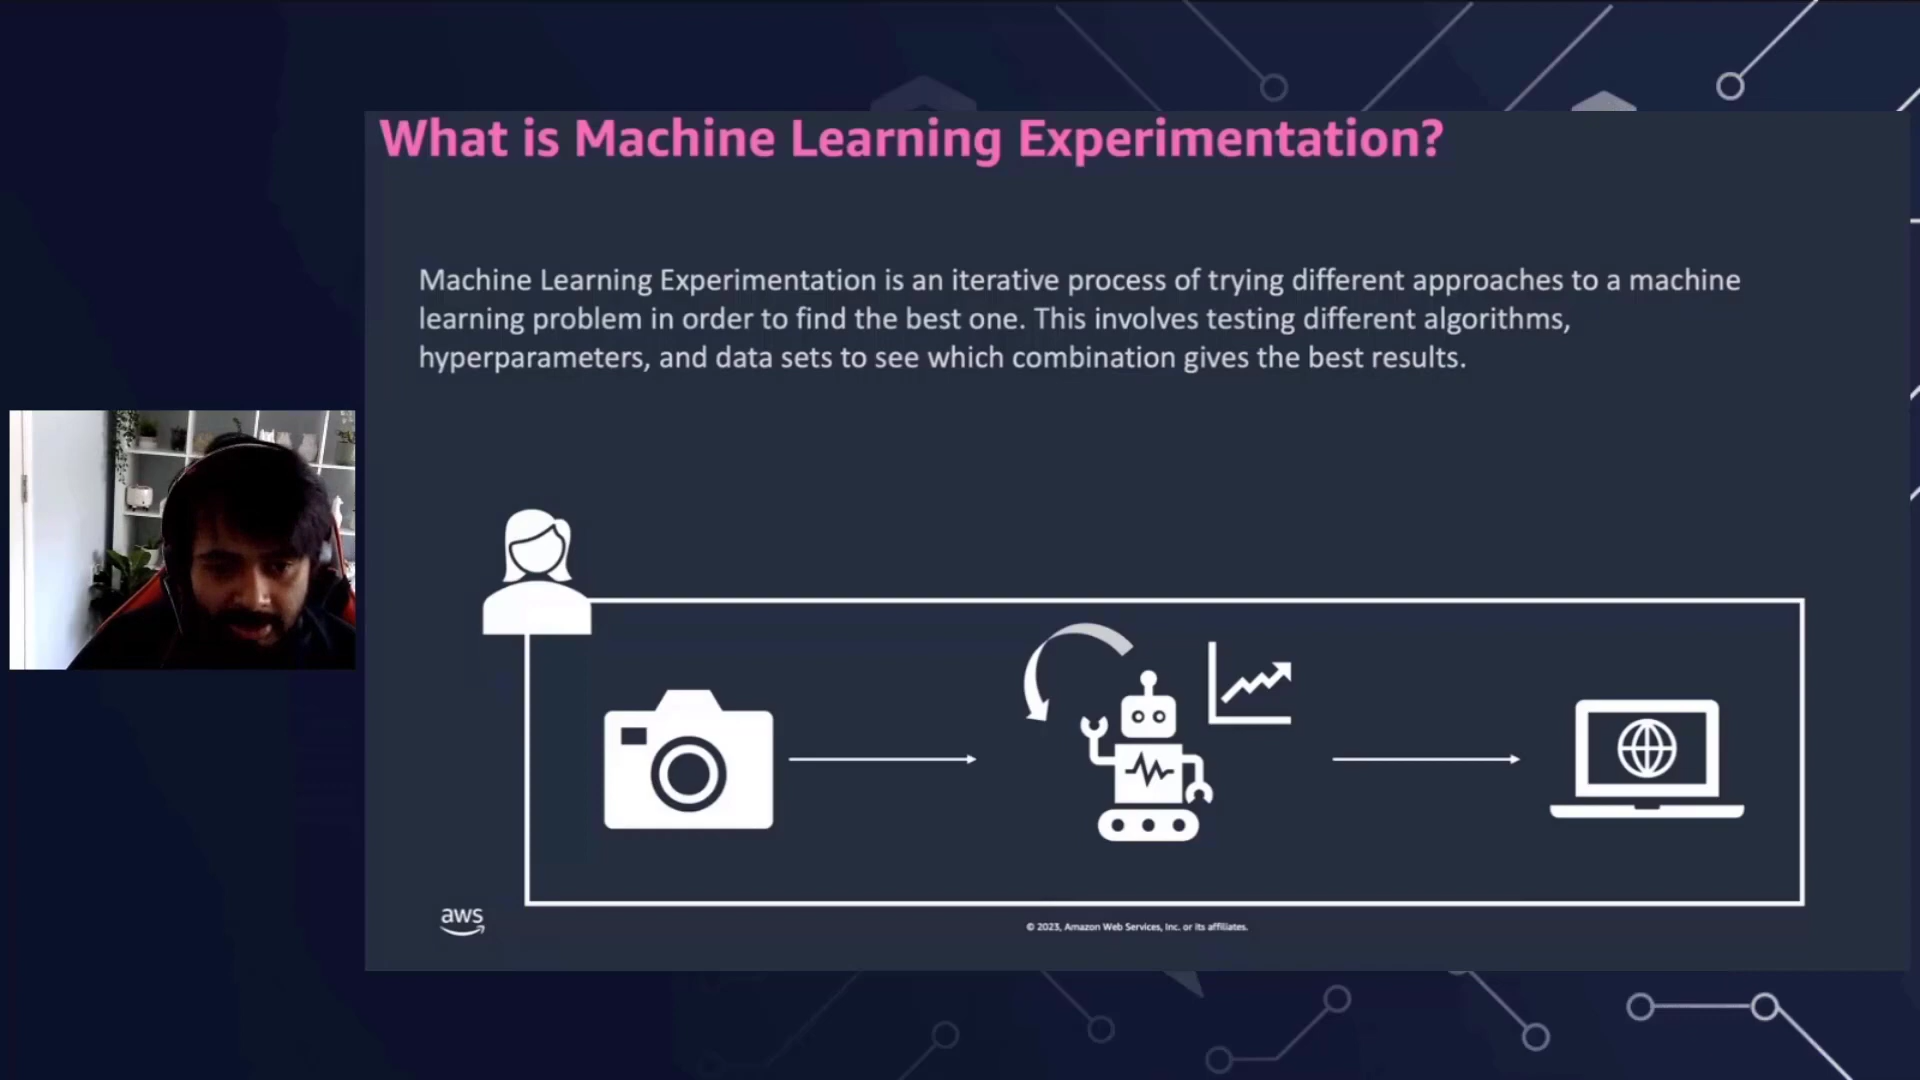 What is Machine Learning Experimentation?
Machine Learning Experimentation is an iterative process of trying different approaches to a machine
learning problem in order to find the best one. This involves testing different algorithms,
hyperparameters, and data sets to see which combination gives the best results.
aws
© 2023, Amazon Web Services, Inc. or its affiliates.